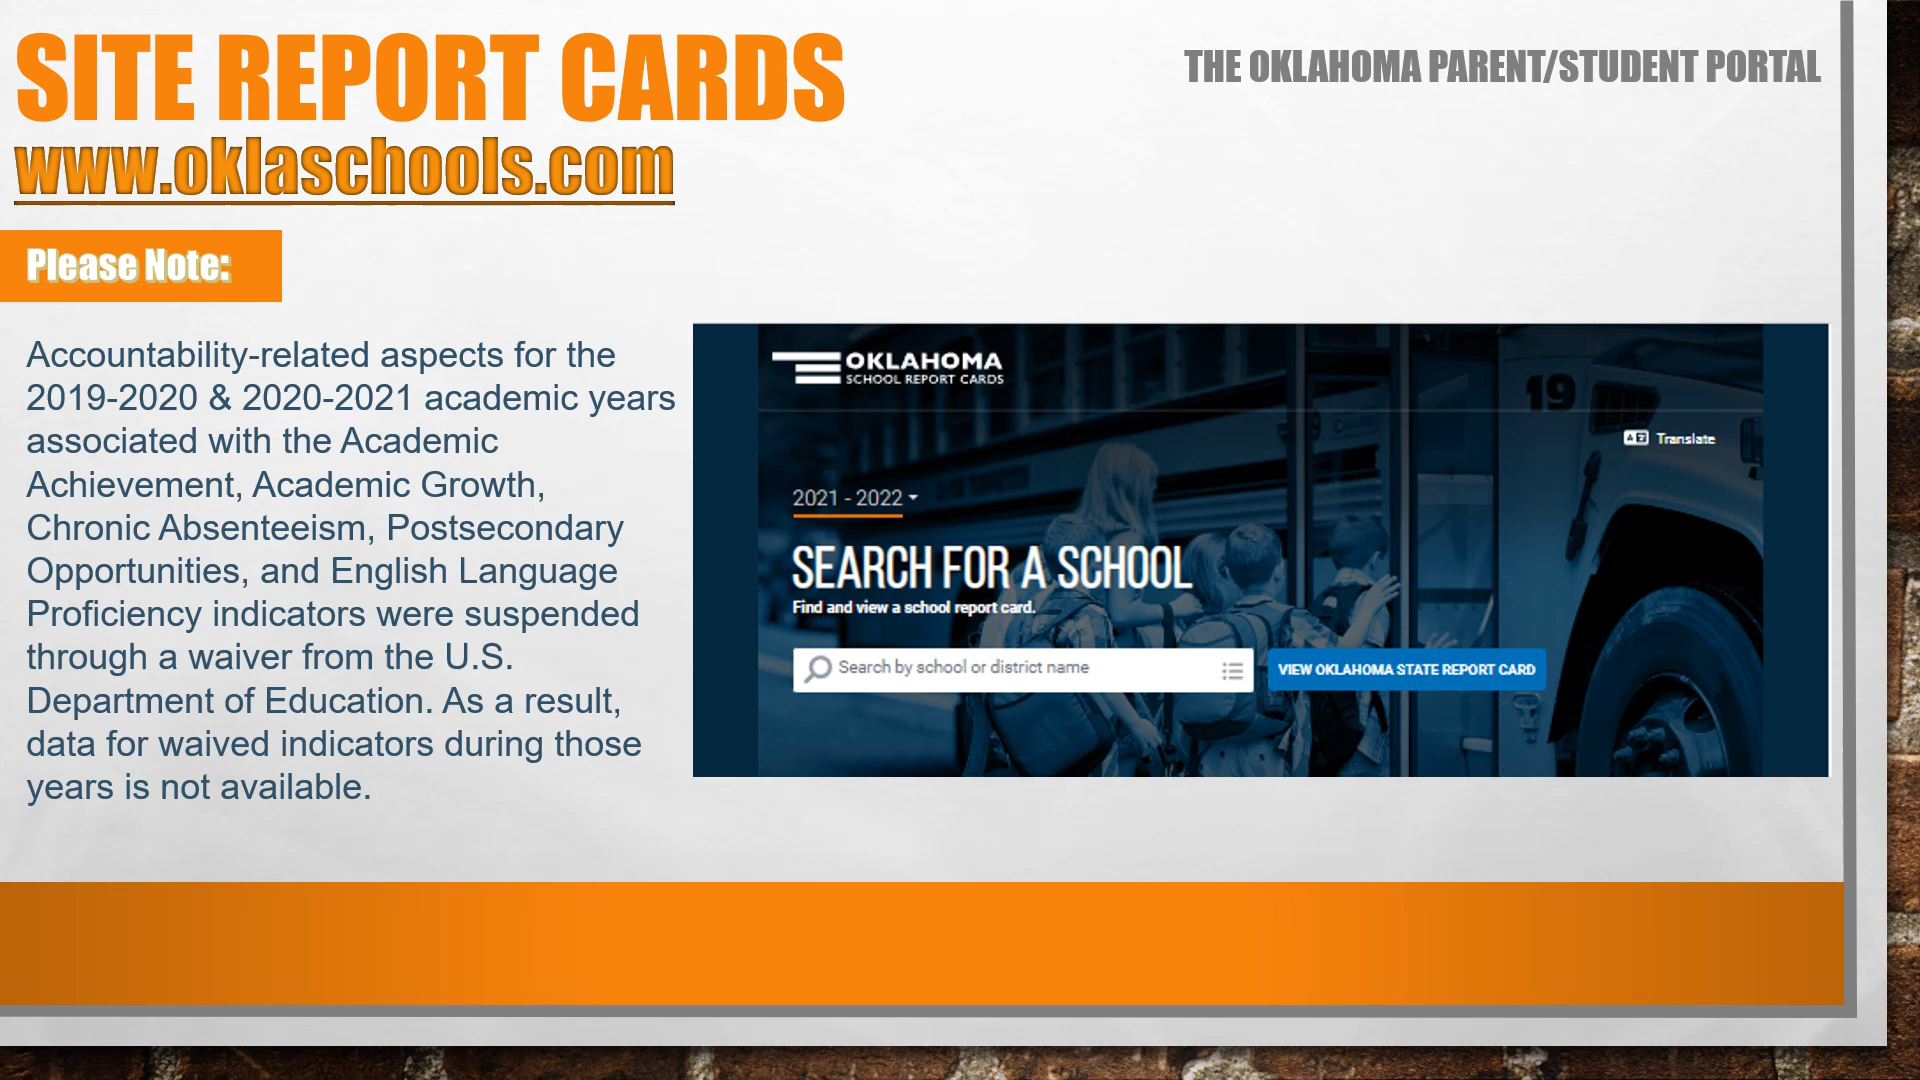 SITE REPORT CARDS
www.oklaschools.com
THE OKLAHOMA PARENT/STUDENT PORTAL
Please Note:
Accountability-related aspects for the
2019-2020 & 2020-2021 academic years
associated with the Academic
Achievement, Academic Growth,
Chronic Absenteeism, Postsecondary
Opportunities, and English Language
Proficiency indicators were suspended
through a waiver from the U.S.
Department of Education. As a result,
data for waived indicators during those
years is not available.
OKLAHOMA
SCHOOL REPORT CARDS
19
Translate
2021 - 2022
SEARCH FOR A SCHOOL
Find and view a school report card.
Search by school or district name
VIEW OKLAHOMA STATE REPORT CARD